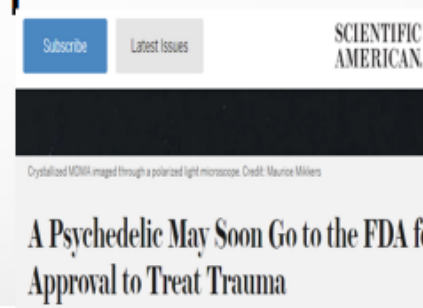 Subscribe
Latest Issues
SCIENTIFIC
AMERICAN.
Crystallized MDMA imaged through a polarized light microscope. Credit: Maurice Mikkers
A Psychedelic May Soon Go to the FDA f
Approval to Treat Trauma